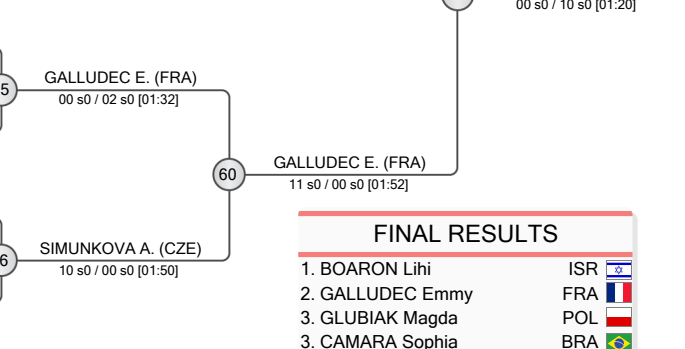 00 s0 / 10 s0 [01:20]
5
GALLUDEC E. (FRA)
00 s0 / 02 s0 [01:32]
60
GALLUDEC E. (FRA)
11 s0 / 00 s0 [01:52]
6
SIMUNKOVA A. (CZE)
10 s0 / 00 s0 [01:50]
FINAL RESULTS
1. BOARON Lihi ISR
2. GALLUDEC Emmy FRA
3. GLUBIAK Magda POL
3. CAMARA Sophia BRA